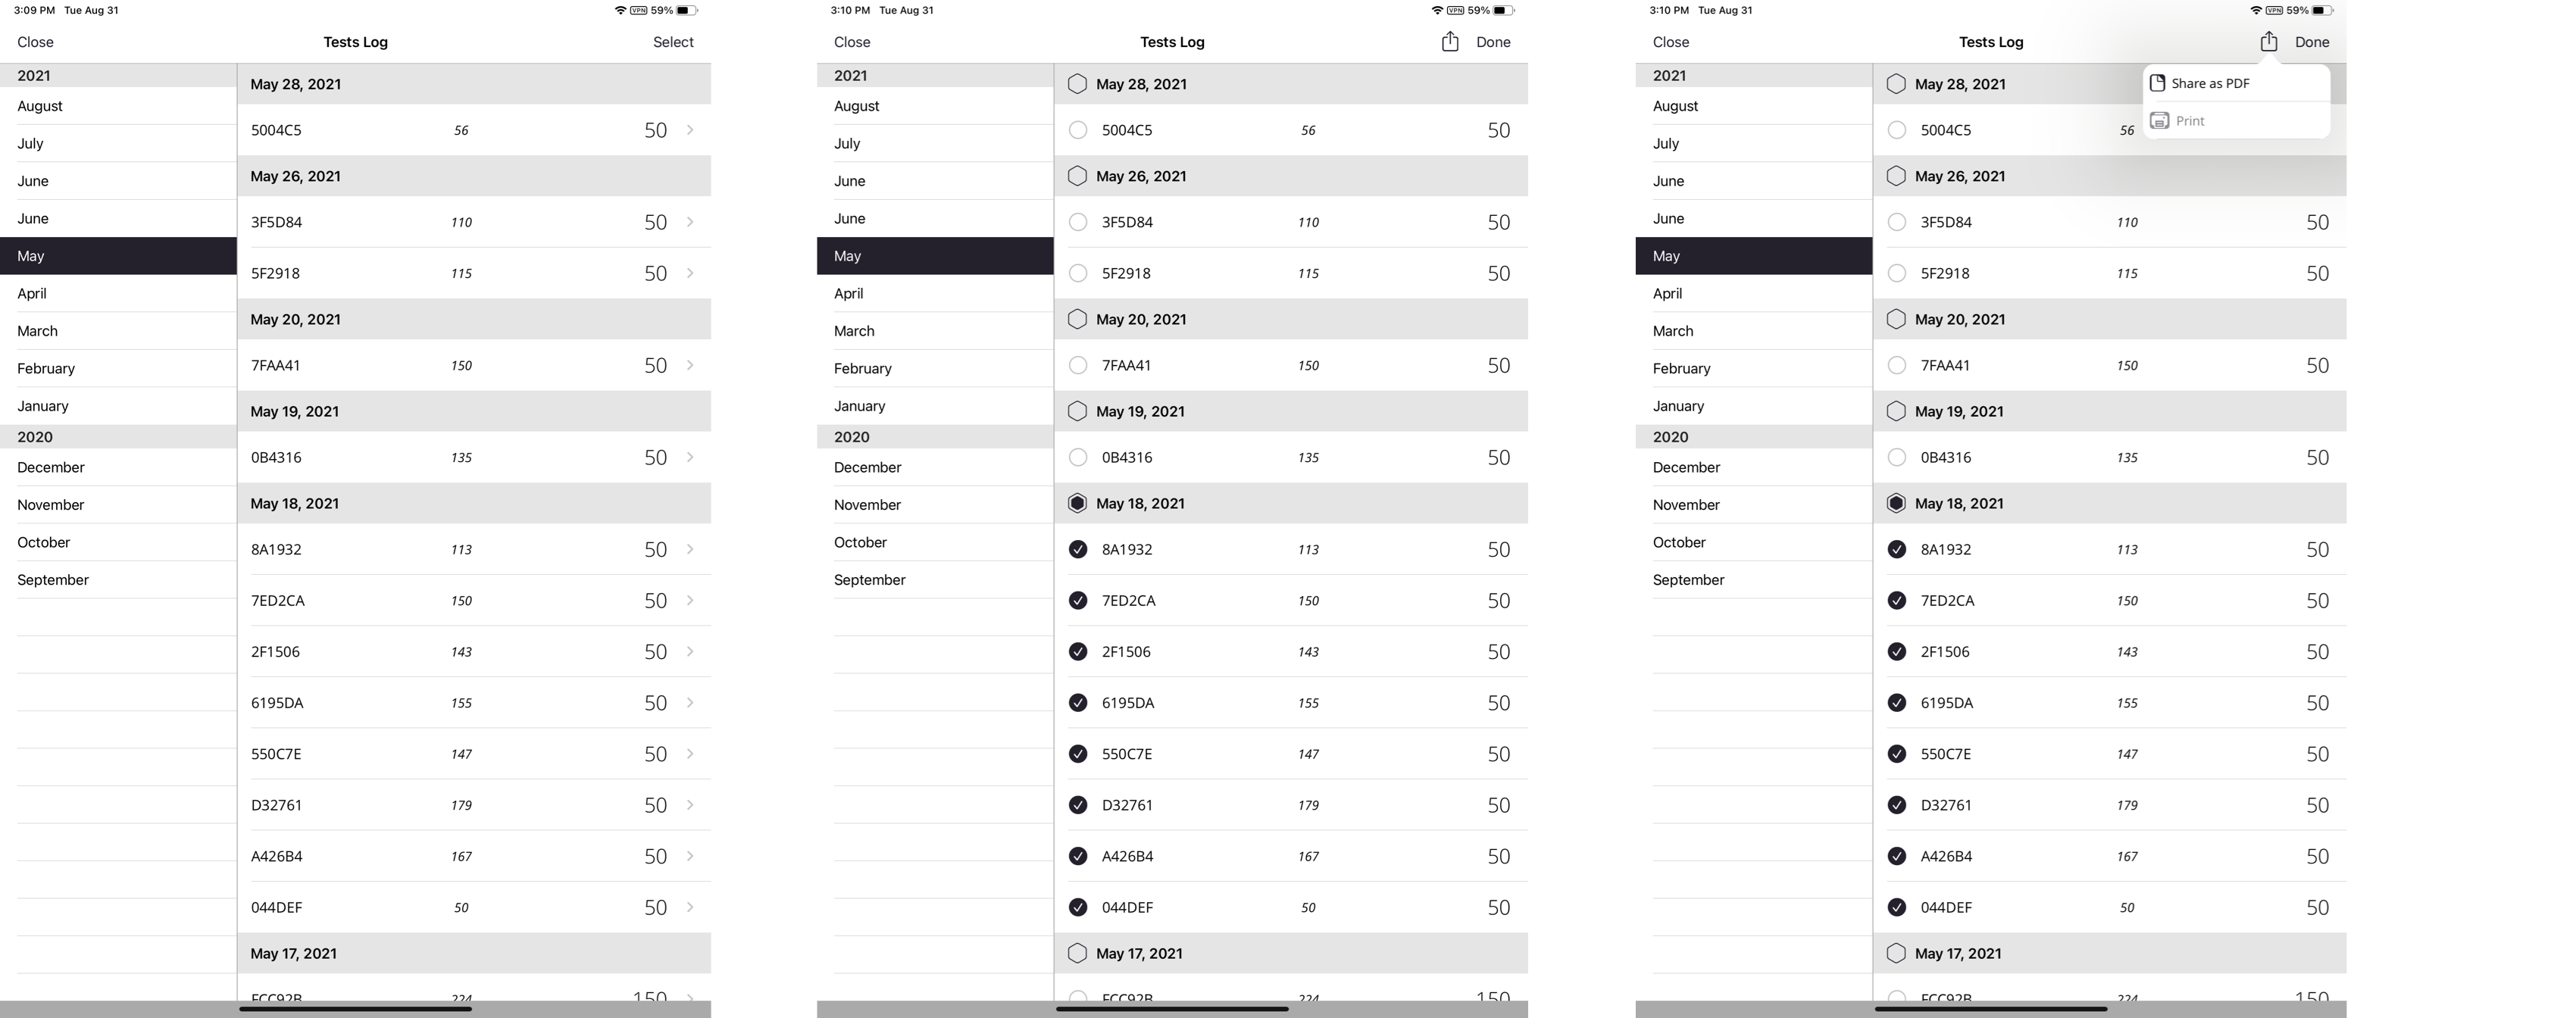 3:09 PM Tue Aug 31
VPN 59%
Close
Tests Log
Select
2021
August
July
June
June
May
April
March
February
January
2020
December
November
October
September
May 28, 2021
5004C5 56 50
May 26, 2021
3F5D84 110 50
5F2918 115 50
May 20, 2021
7FAA41 150 50
May 19, 2021
0B4316 135 50
May 18, 2021
8A1932 113 50
7ED2CA 150 50
2F1506 143 50
6195DA 155 50
550C7E 147 50
D32761 179 50
A426B4 167 50
044DEF 50 50
May 17, 2021
FCC92B 224 150
3:10 PM Tue Aug 31
VPN 59%
Close
Tests Log
Done
2021
August
July
June
June
May
April
March
February
January
2020
December
November
October
September
May 28, 2021
5004C5 56 50
May 26, 2021
3F5D84 110 50
5F2918 115 50
May 20, 2021
7FAA41 150 50
May 19, 2021
0B4316 135 50
May 18, 2021
8A1932 113 50
7ED2CA 150 50
2F1506 143 50
6195DA 155 50
550C7E 147 50
D32761 179 50
A426B4 167 50
044DEF 50 50
May 17, 2021
FCC92B 224 150
3:10 PM Tue Aug 31
VPN 59%
Close
Tests Log
Done
Share as PDF
Print
2021
August
July
June
June
May
April
March
February
January
2020
December
November
October
September
May 28, 2021
5004C5 56
May 26, 2021
3F5D84 110 50
5F2918 115 50
May 20, 2021
7FAA41 150 50
May 19, 2021
0B4316 135 50
May 18, 2021
8A1932 113 50
7ED2CA 150 50
2F1506 143 50
6195DA 155 50
550C7E 147 50
D32761 179 50
A426B4 167 50
044DEF 50 50
May 17, 2021
FCC92B 224 150